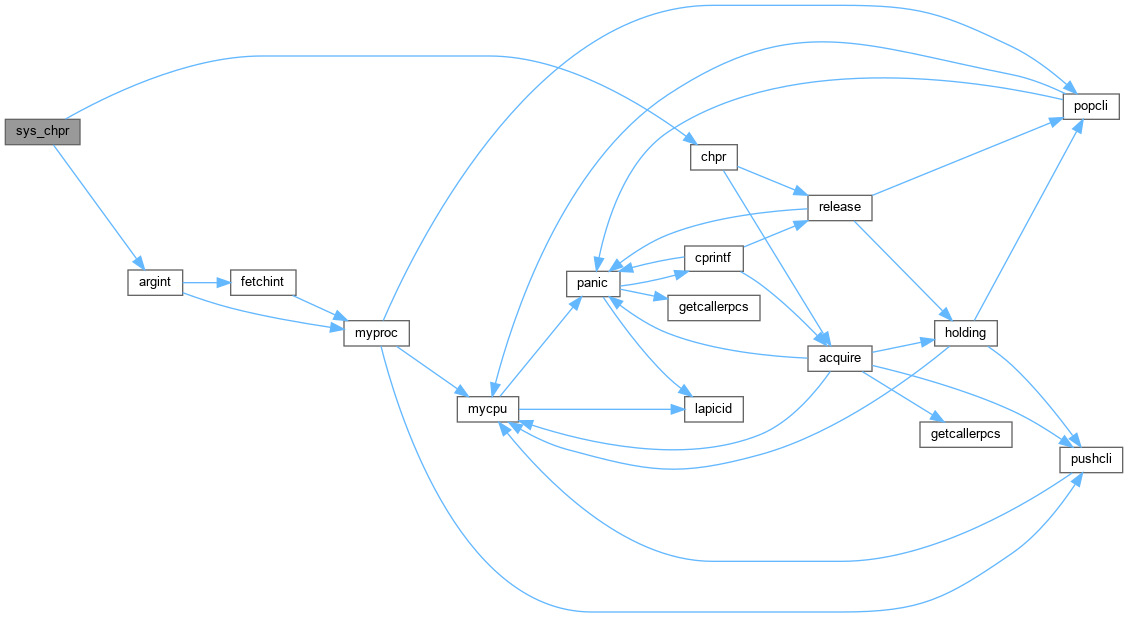 sys_chpr
argint
fetchint
myproc
mycpu
panic
chpr
cprintf
getcallerpcs
lapicid
release
acquire
holding
getcallerpcs
popcli
pushcli